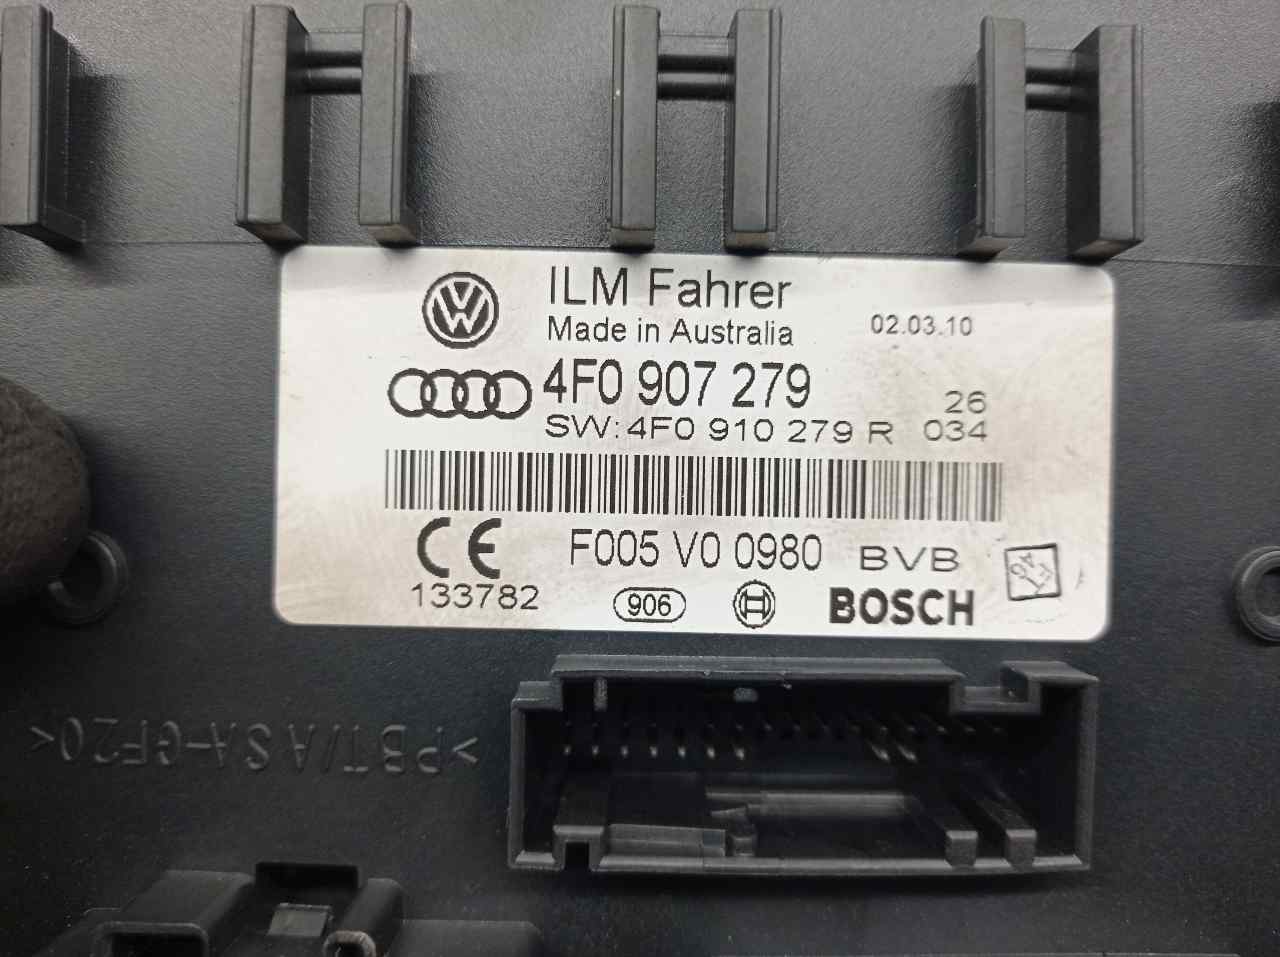 ILM Fahrer
Made in Australia
02.03.10
4F0 907 279
26
SW: 4F0 910 279 R 034
CE
F005 V0 0980 BVB
133782
906
BOSCH
>PBT/ASA-GF20<